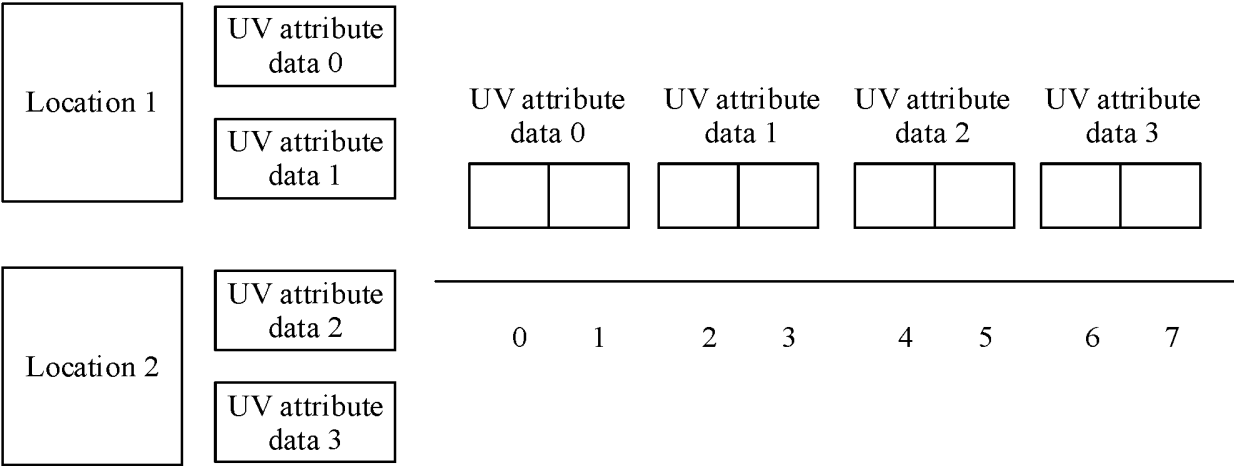 Location 1
UV attribute
data 0
UV attribute
data 1
Location 2
UV attribute
data 2
UV attribute
data 3
UV attribute
data 0
UV attribute
data 1
UV attribute
data 2
UV attribute
data 3
0 1 2 3 4 5 6 7